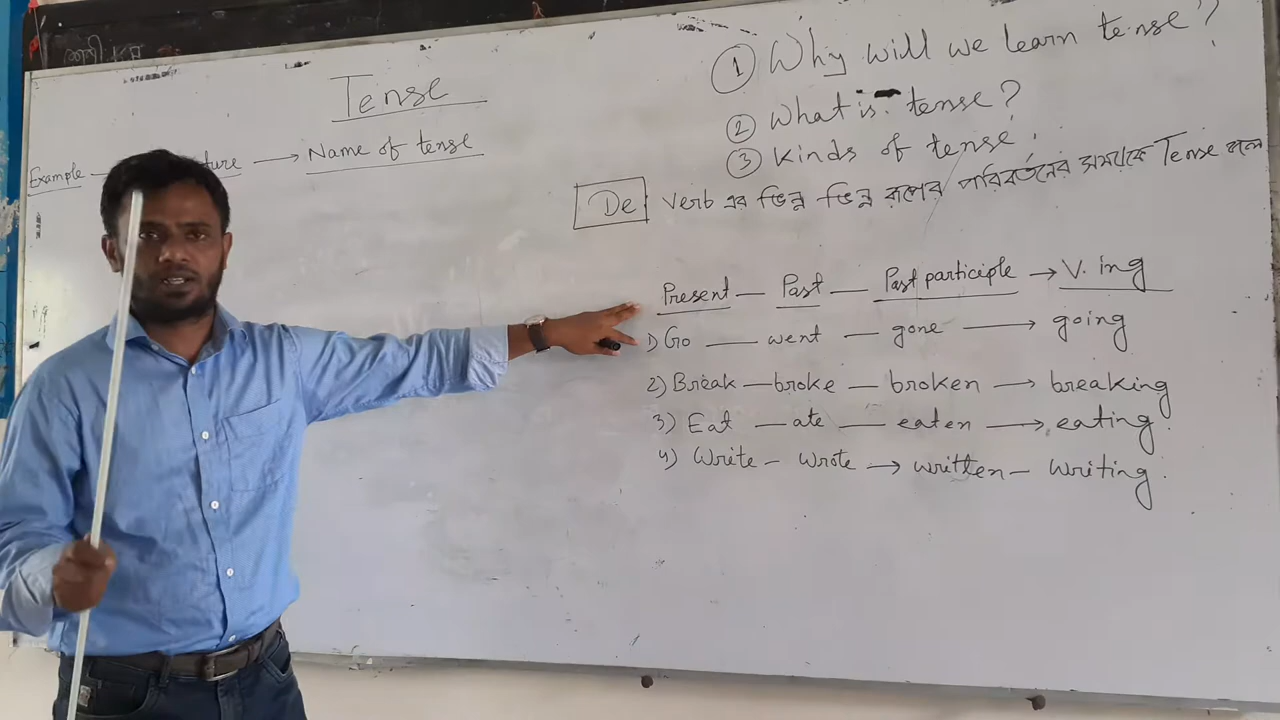 Tense
Example ture → Name of tense
① Why will we learn tense?
② What is tense?
③ Kinds of tense.
De Verb এর ভিন্ন ভিন্ন রূপের পরিবর্তনের সময়কে Tense বলে
Present — Past — Past participle → V. ing
1) Go — went — gone → going
2) Break — broke — broken → breaking
3) Eat — ate — eaten → eating.
4) Write – wrote → written – writing.